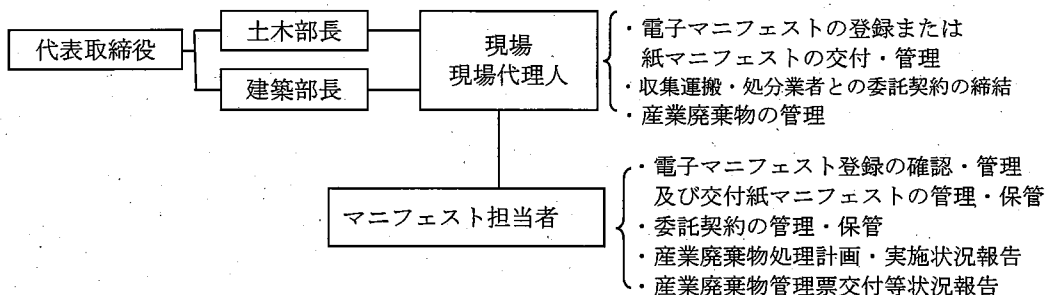 代表取締役
土木部長
建築部長
現場
現場代理人
・電子マニフェストの登録または
紙マニフェストの交付・管理
・収集運搬・処分業者との委託契約の締結
・産業廃棄物の管理
マニフェスト担当者
・電子マニフェスト登録の確認・管理
及び交付紙マニフェストの管理・保管
・委託契約の管理・保管
・産業廃棄物処理計画・実施状況報告
・産業廃棄物管理票交付等状況報告